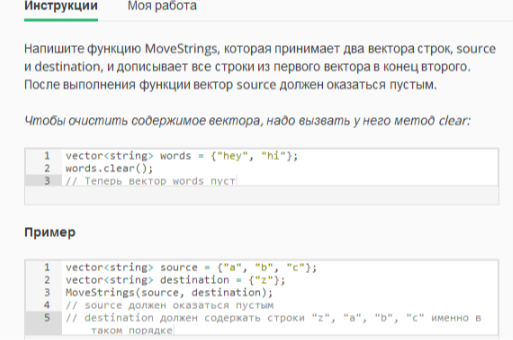 Инструкции Моя работа
Напишите функцию MoveStrings, которая принимает два вектора строк, source
и destination, и дописывает все строки из первого вектора в конец второго.
После выполнения функции вектор source должен оказаться пустым.
Чтобы очистить содержимое вектора, надо вызвать у него метод clear:
1 vector<string> words = {"hey", "hi"};
2 words.clear();
3 // Теперь вектор words пуст
Пример
1 vector<string> source = {"a", "b", "c"};
2 vector<string> destination = {"z"};
3 MoveStrings(source, destination);
4 // source должен оказаться пустым
5 // destination должен содержать строки "z", "a", "b", "c" именно в
таком порядке